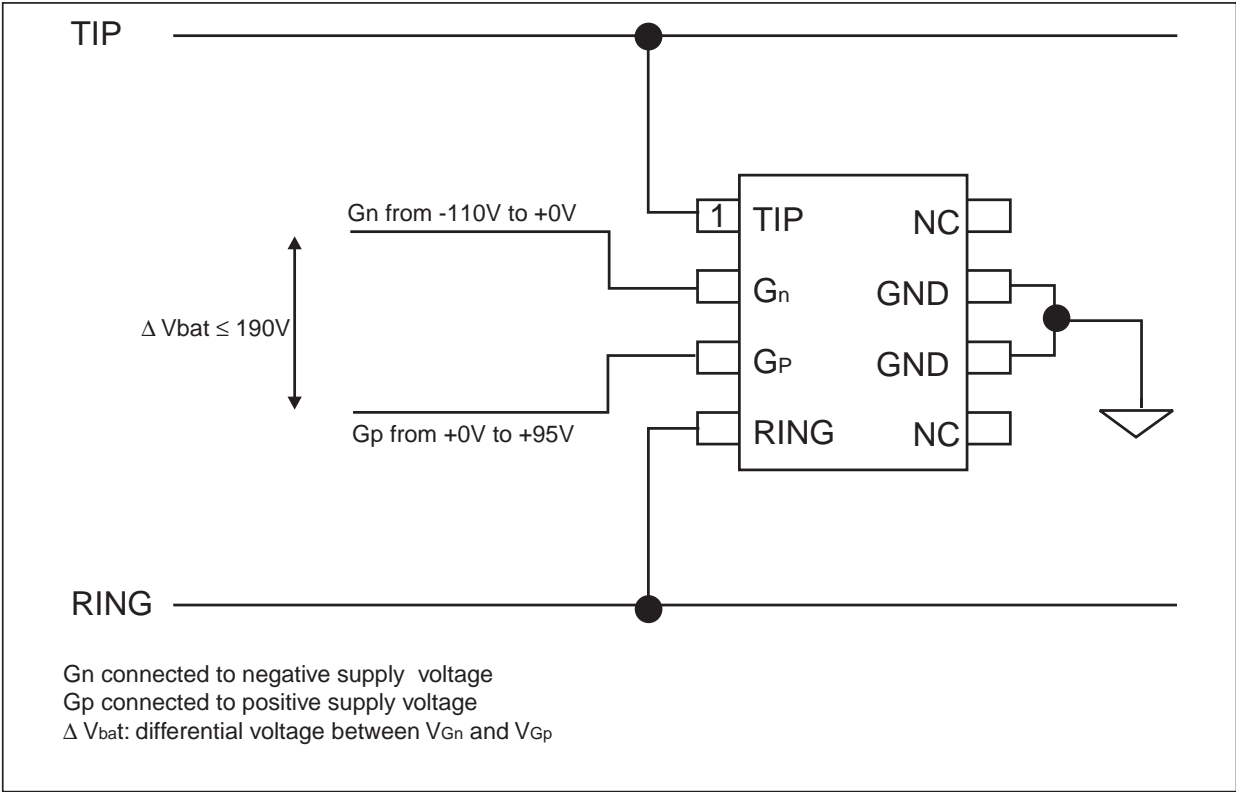 TIP
Gn from -110V to +0V
1 TIP NC
Gn GND
∆ Vbat ≤ 190V
GP GND
Gp from +0V to +95V
RING NC
RING
Gn connected to negative supply voltage
Gp connected to positive supply voltage
∆ Vbat: differential voltage between VGn and VGp